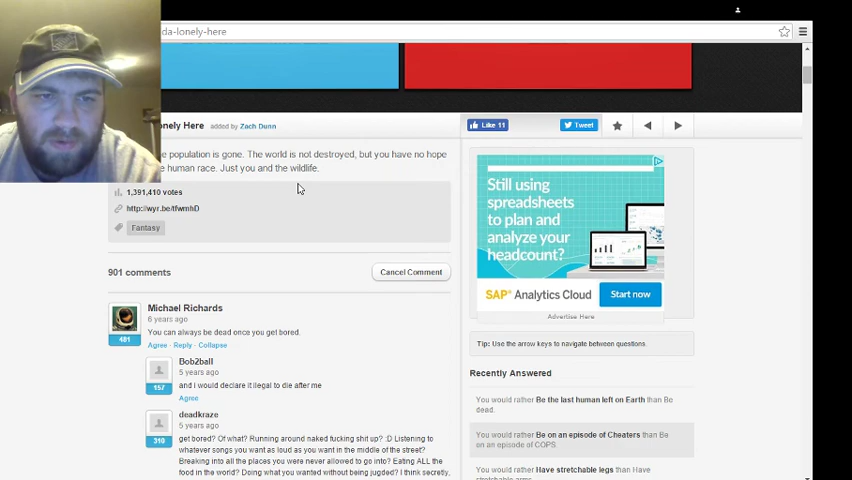 da-lonely-here
onely Here added by Zach Dunn
Like 11
Tweet
e population is gone. The world is not destroyed, but you have no hope
e human race. Just you and the wildlife.
1,391,410 votes
http://wyr.be/tfwmhD
Fantasy
901 comments
Cancel Comment
Michael Richards
6 years ago
You can always be dead once you get bored.
481
Agree · Reply · Collapse
Bob2ball
5 years ago
and i would declare it ilegal to die after me
157
Agree
deadkraze
5 years ago
310
get bored? Of what? Running around naked fucking shit up? :D Listening to
whatever songs you want as loud as you want in the middle of the street?
Breaking into all the places you were never allowed to go into? Eating ALL the
food in the world? Doing what you wanted without being jugded? I think secretly,
Still using
spreadsheets
to plan and
analyze your
headcount?
SAP Analytics Cloud
Start now
Advertise Here
Tip: Use the arrow keys to navigate between questions.
Recently Answered
You would rather Be the last human left on Earth than Be
dead.
You would rather Be on an episode of Cheaters than Be
on an episode of COPS.
You would rather Have stretchable legs than Have
stretchable arms.